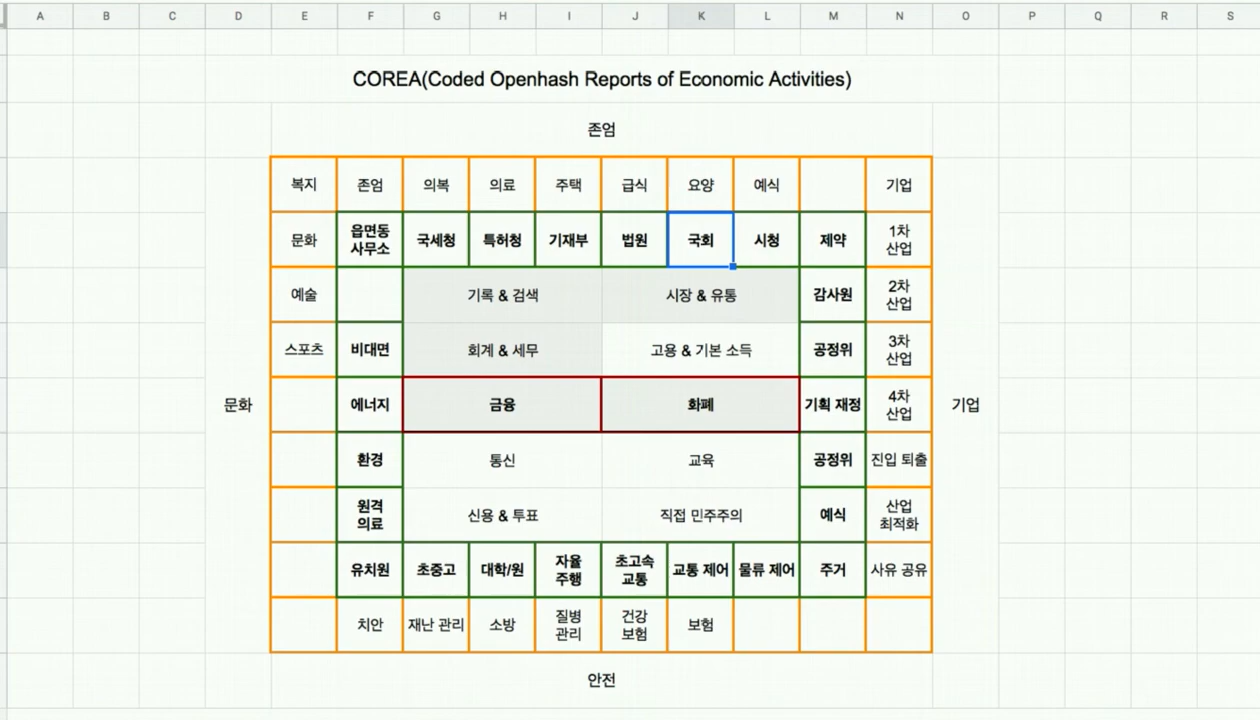 A B C D E F G H I J K L M N O P Q R S
COREA(Coded Openhash Reports of Economic Activities)
존엄
복지 존엄 의복 의료 주택 급식 요양 예식 기업
문화 읍면동 사무소 국세청 특허청 기재부 법원 국회 시청 제약 1차 산업
예술 기록 & 검색 시장 & 유통 감사원 2차 산업
스포츠 비대면 회계 & 세무 고용 & 기본 소득 공정위 3차 산업
문화 에너지 금융 화폐 기획 재정 4차 산업 기업
환경 통신 교육 공정위 진입 퇴출
원격 의료 신용 & 투표 직접 민주주의 예식 산업 최적화
유치원 초중고 대학/원 자율 주행 초고속 교통 교통 제어 물류 제어 주거 사유 공유
치안 재난 관리 소방 질병 관리 건강 보험 보험
안전